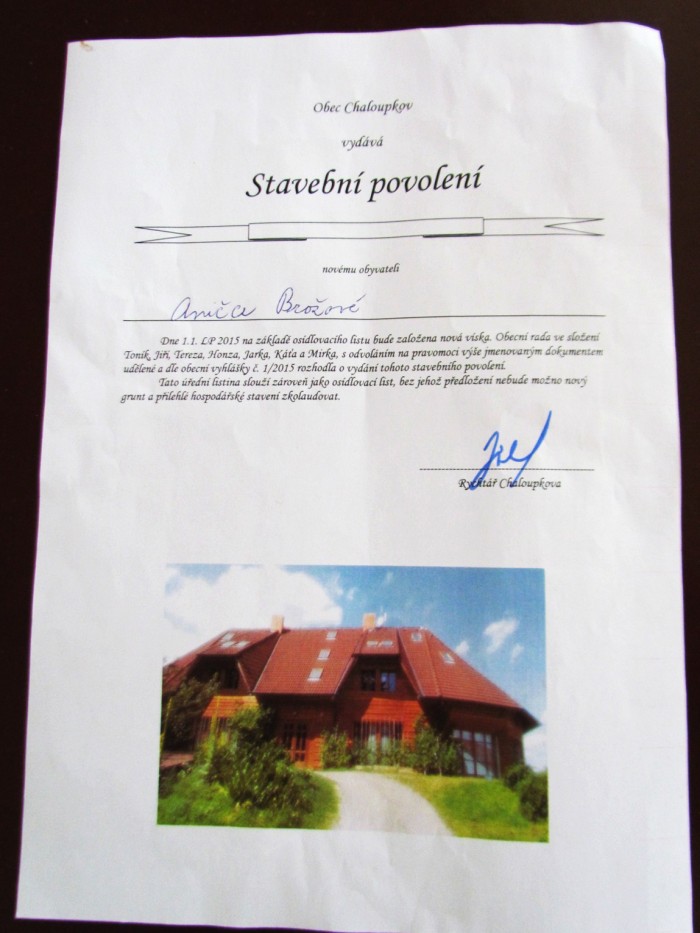 Obec Chaloupkov
vydává
Stavební povolení
novému obyvateli
Aničce Brožové
Dne 1.1. LP 2015 na základě osidlovacího listu bude založena nová víska. Obecní rada ve složení
Toník, Jiří, Tereza, Honza, Jarka, Káťa a Mirka, s odvoláním na pravomoci výše jmenovaným dokumentem
udělené a dle obecní vyhlášky č. 1/2015 rozhodla o vydání tohoto stavebního povolení.
Tato úřední listina slouží zároveň jako osidlovací list, bez jehož předložení nebude možno nový
grunt a přilehlé hospodářské stavení zkolaudovat.
Rychtář Chaloupkova